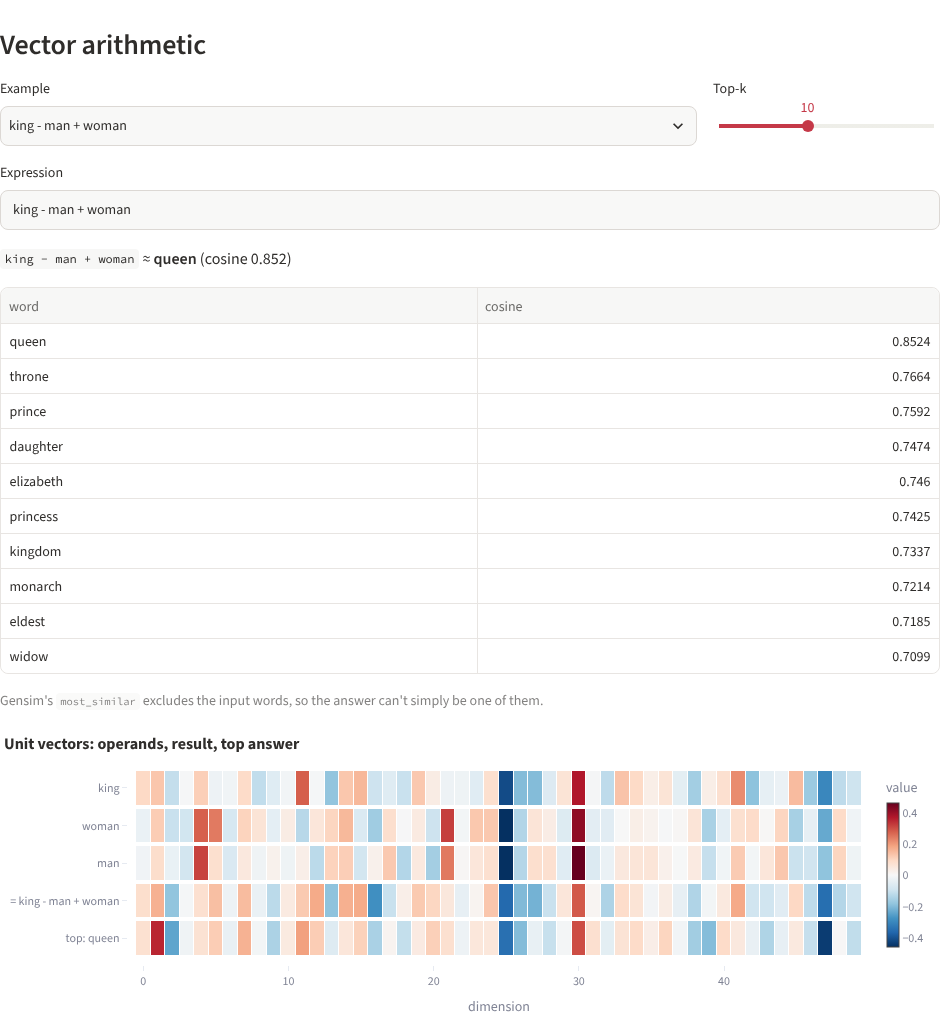 Vector arithmetic
Example
Top-k
10
king - man + woman
Expression
king - man + woman
king - man + woman ≈ queen (cosine 0.852)
word cosine
queen 0.8524
throne 0.7664
prince 0.7592
daughter 0.7474
elizabeth 0.746
princess 0.7425
kingdom 0.7337
monarch 0.7214
eldest 0.7185
widow 0.7099
Gensim's most_similar excludes the input words, so the answer can't simply be one of them.
Unit vectors: operands, result, top answer
king
woman
man
= king - man + woman
top: queen
0 10 20 30 40
dimension
value
0.4
0.2
0
−0.2
−0.4